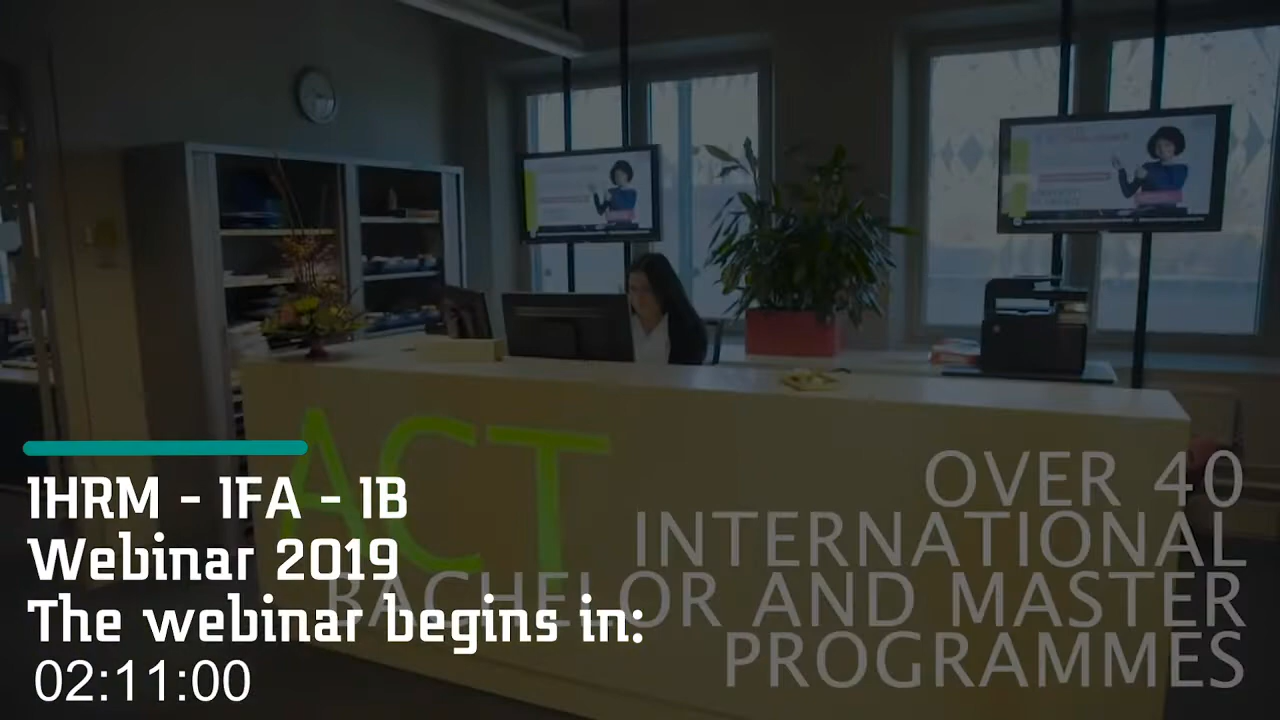 ACT
IHRM - IFA - IB
Webinar 2019
The webinar begins in:
02:11:00
OVER 40
INTERNATIONAL
BACHELOR AND MASTER
PROGRAMMES